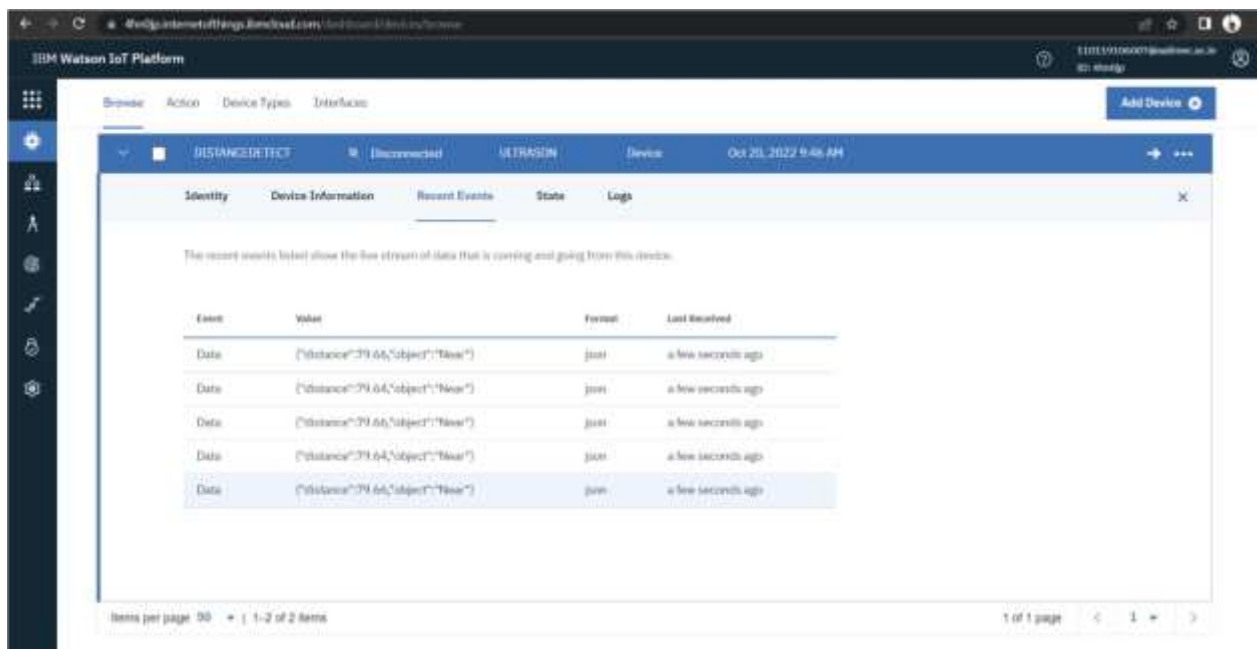 internetofthings.ibmcloud.com/dashboard/devices/browse
IBM Watson IoT Platform
Browse Action Device Types Interfaces
Add Device
DISTANCEDETECT Disconnected ULTRASON Device Oct 20, 2022 9:46 AM
Identity Device Information Recent Events State Logs
The recent events listed show the live stream of data that is coming and going from this device.
Event Value Format Last Received
Data {"distance":79.66,"object":"Near"} json a few seconds ago
Data {"distance":79.64,"object":"Near"} json a few seconds ago
Data {"distance":79.66,"object":"Near"} json a few seconds ago
Data {"distance":79.64,"object":"Near"} json a few seconds ago
Data {"distance":79.66,"object":"Near"} json a few seconds ago
Items per page 50 | 1–2 of 2 items 1 of 1 page 1